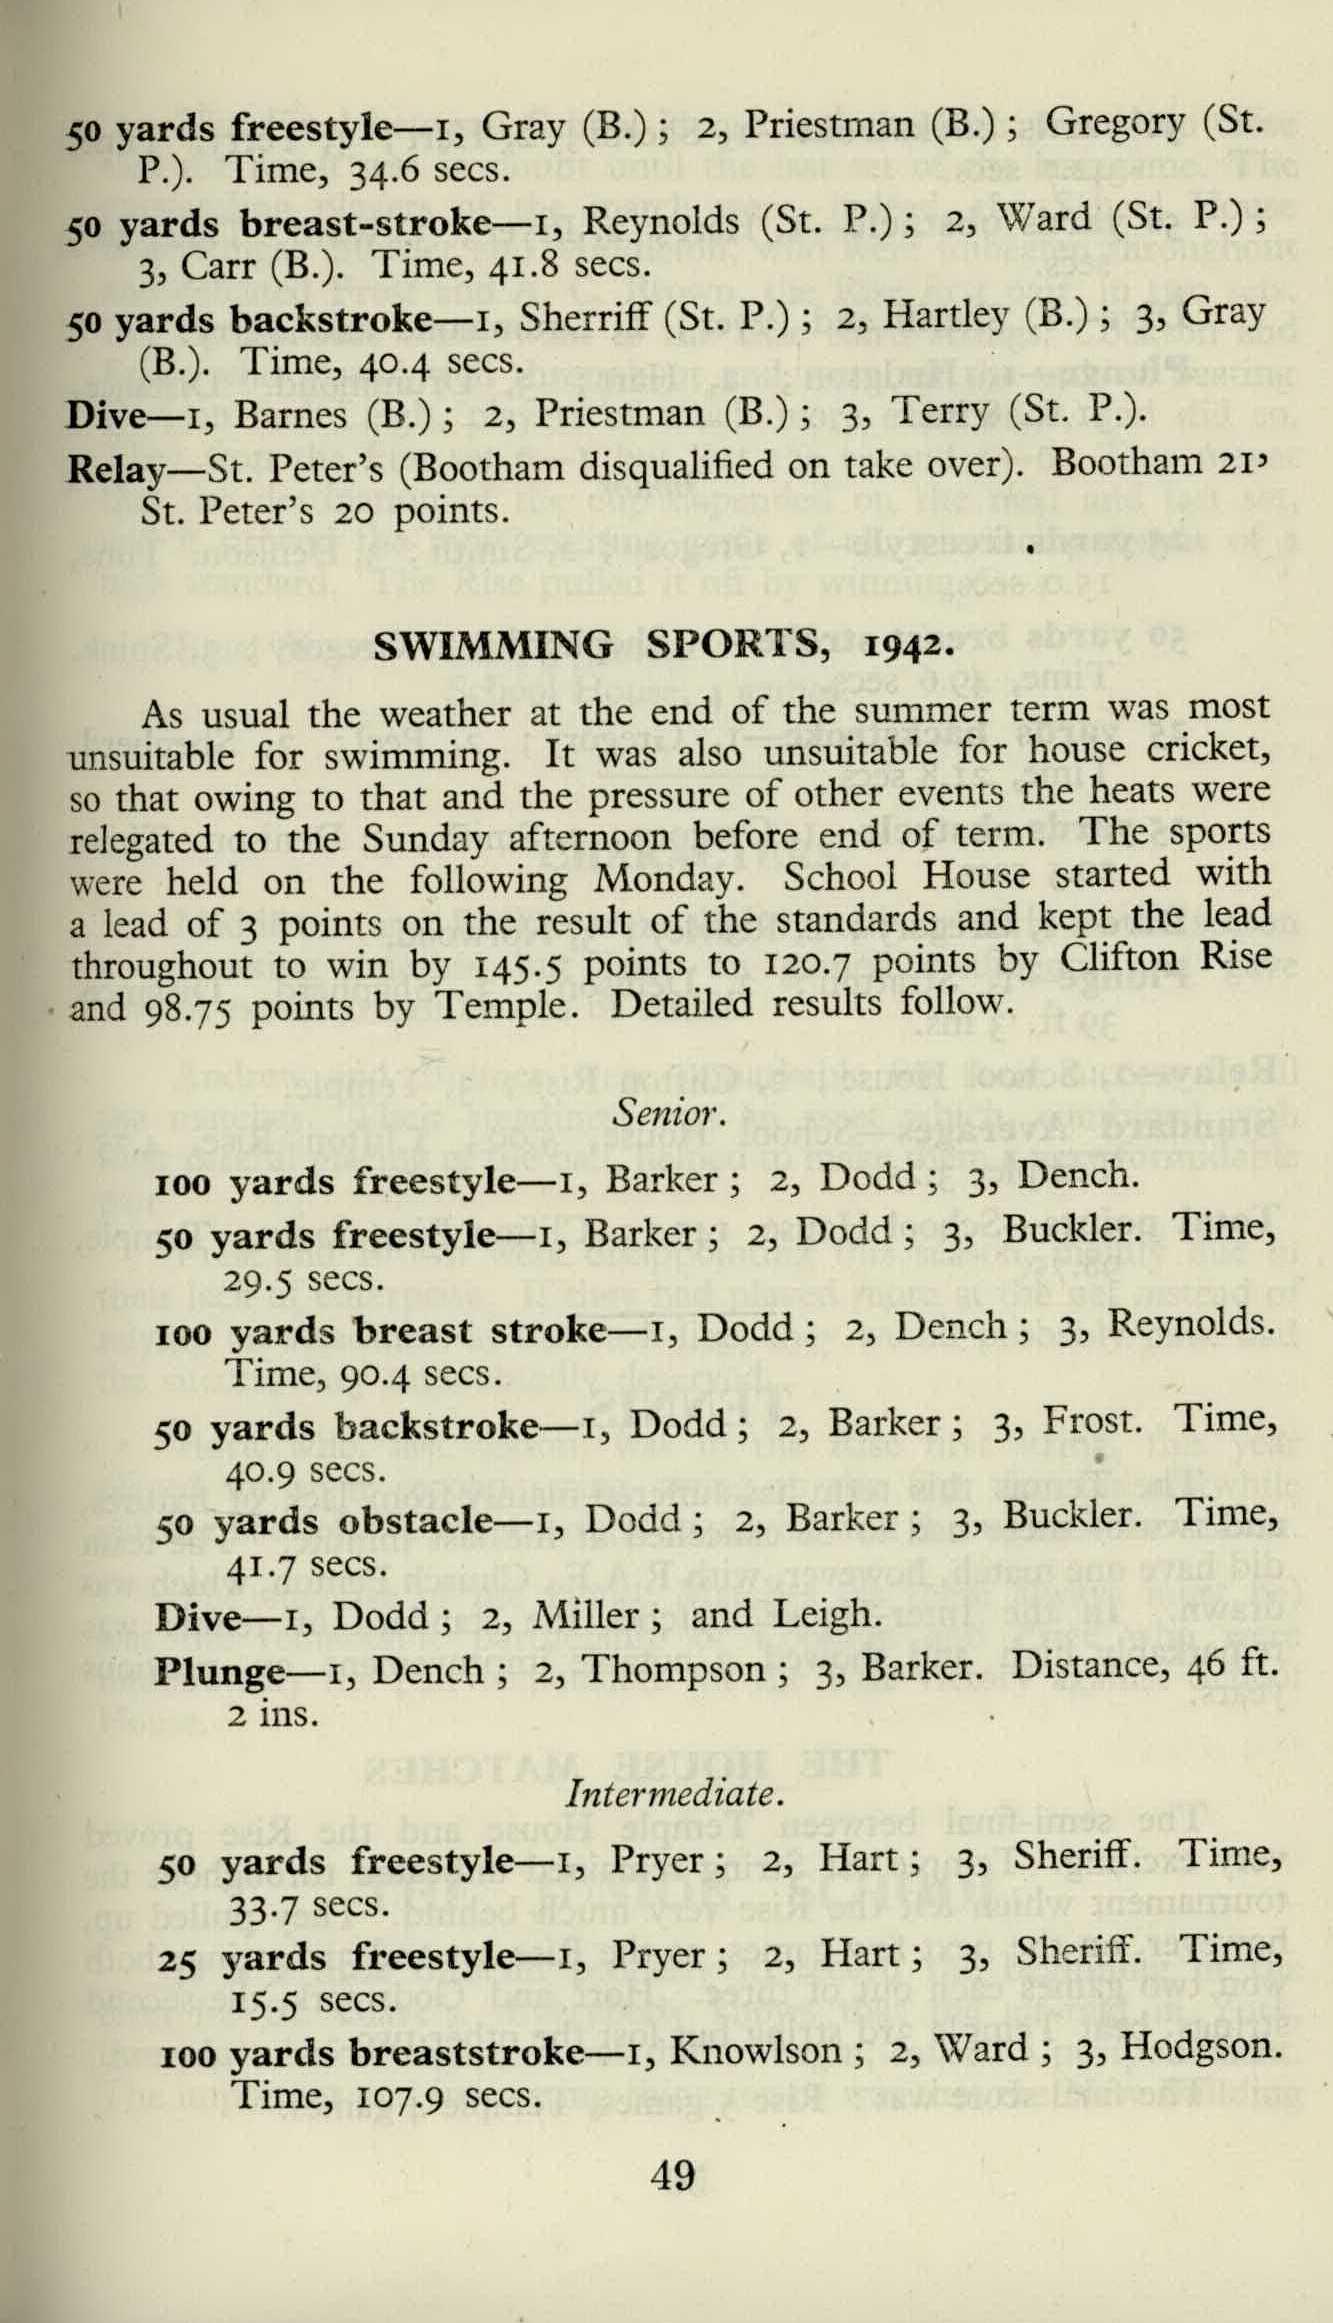 50 yards freestyle—1, Gray (B.) ; 2, Priestman (B.) ; Gregory (St.
P.). Time, 34.6 secs.
50 yards breast-stroke—1, Reynolds (St. P.) ; 2, Ward (St. P.) ;
3, Carr (B.). Time, 41.8 secs.
50 yards backstroke—1, Sherriff (St. P.) ; 2, Hartley (B.) ; 3, Gray
(B.). Time, 40.4 secs.
Dive—1, Barnes (B.) ; 2, Priestman (B.) ; 3, Terry (St. P.).
Relay—St. Peter's (Bootham disqualified on take over). Bootham 21,
St. Peter's 20 points.
SWIMMING SPORTS, 1942.
As usual the weather at the end of the summer term was most
unsuitable for swimming. It was also unsuitable for house cricket,
so that owing to that and the pressure of other events the heats were
relegated to the Sunday afternoon before end of term. The sports
were held on the following Monday. School House started with
a lead of 3 points on the result of the standards and kept the lead
throughout to win by 145.5 points to 120.7 points by Clifton Rise
and 98.75 points by Temple. Detailed results follow.
Senior.
100 yards freestyle—1, Barker ; 2, Dodd ; 3, Dench.
50 yards freestyle—1, Barker ; 2, Dodd ; 3, Buckler. Time,
29.5 secs.
100 yards breast stroke—1, Dodd ; 2, Dench ; 3, Reynolds.
Time, 90.4 secs.
50 yards backstroke—1, Dodd ; 2, Barker ; 3, Frost. Time,
40.9 secs.
50 yards obstacle—1, Dodd ; 2, Barker ; 3, Buckler. Time,
41.7 secs.
Dive—1, Dodd ; 2, Miller ; and Leigh.
Plunge—1, Dench ; 2, Thompson ; 3, Barker. Distance, 46 ft.
2 ins.
Intermediate.
50 yards freestyle—1, Pryer ; 2, Hart ; 3, Sheriff. Time,
33.7 secs.
25 yards freestyle—1, Pryer ; 2, Hart ; 3, Sheriff. Time,
15.5 secs.
100 yards breaststroke—1, Knowlson ; 2, Ward ; 3, Hodgson.
Time, 107.9 secs.
49